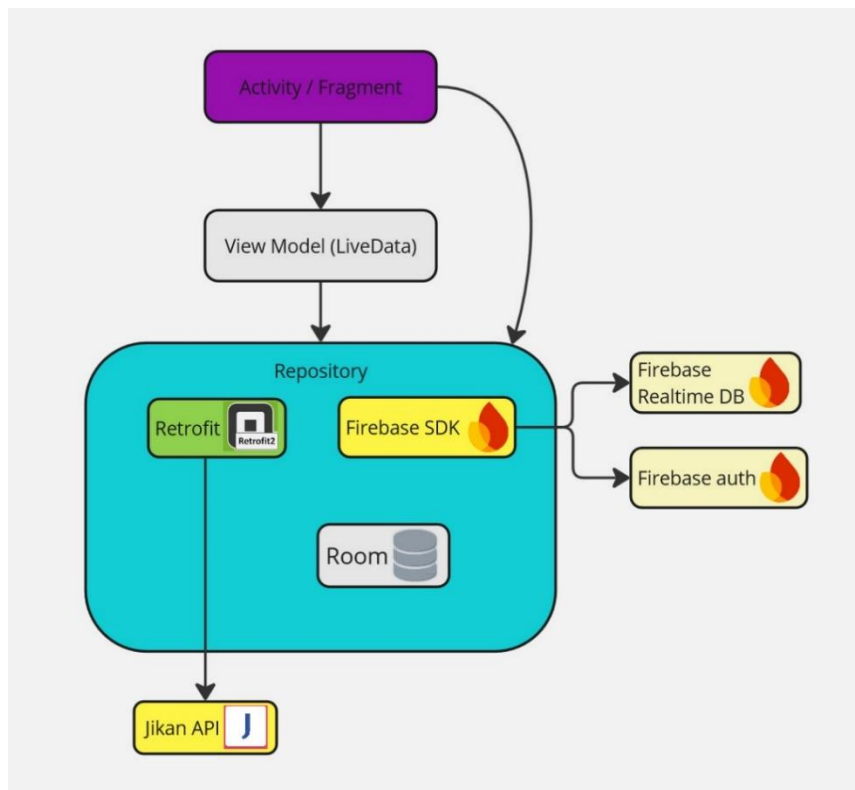 Activity / Fragment
View Model (LiveData)
Repository
Retrofit
Retrofit2
Firebase SDK
Firebase
Realtime DB
Firebase auth
Room
Jikan API
J